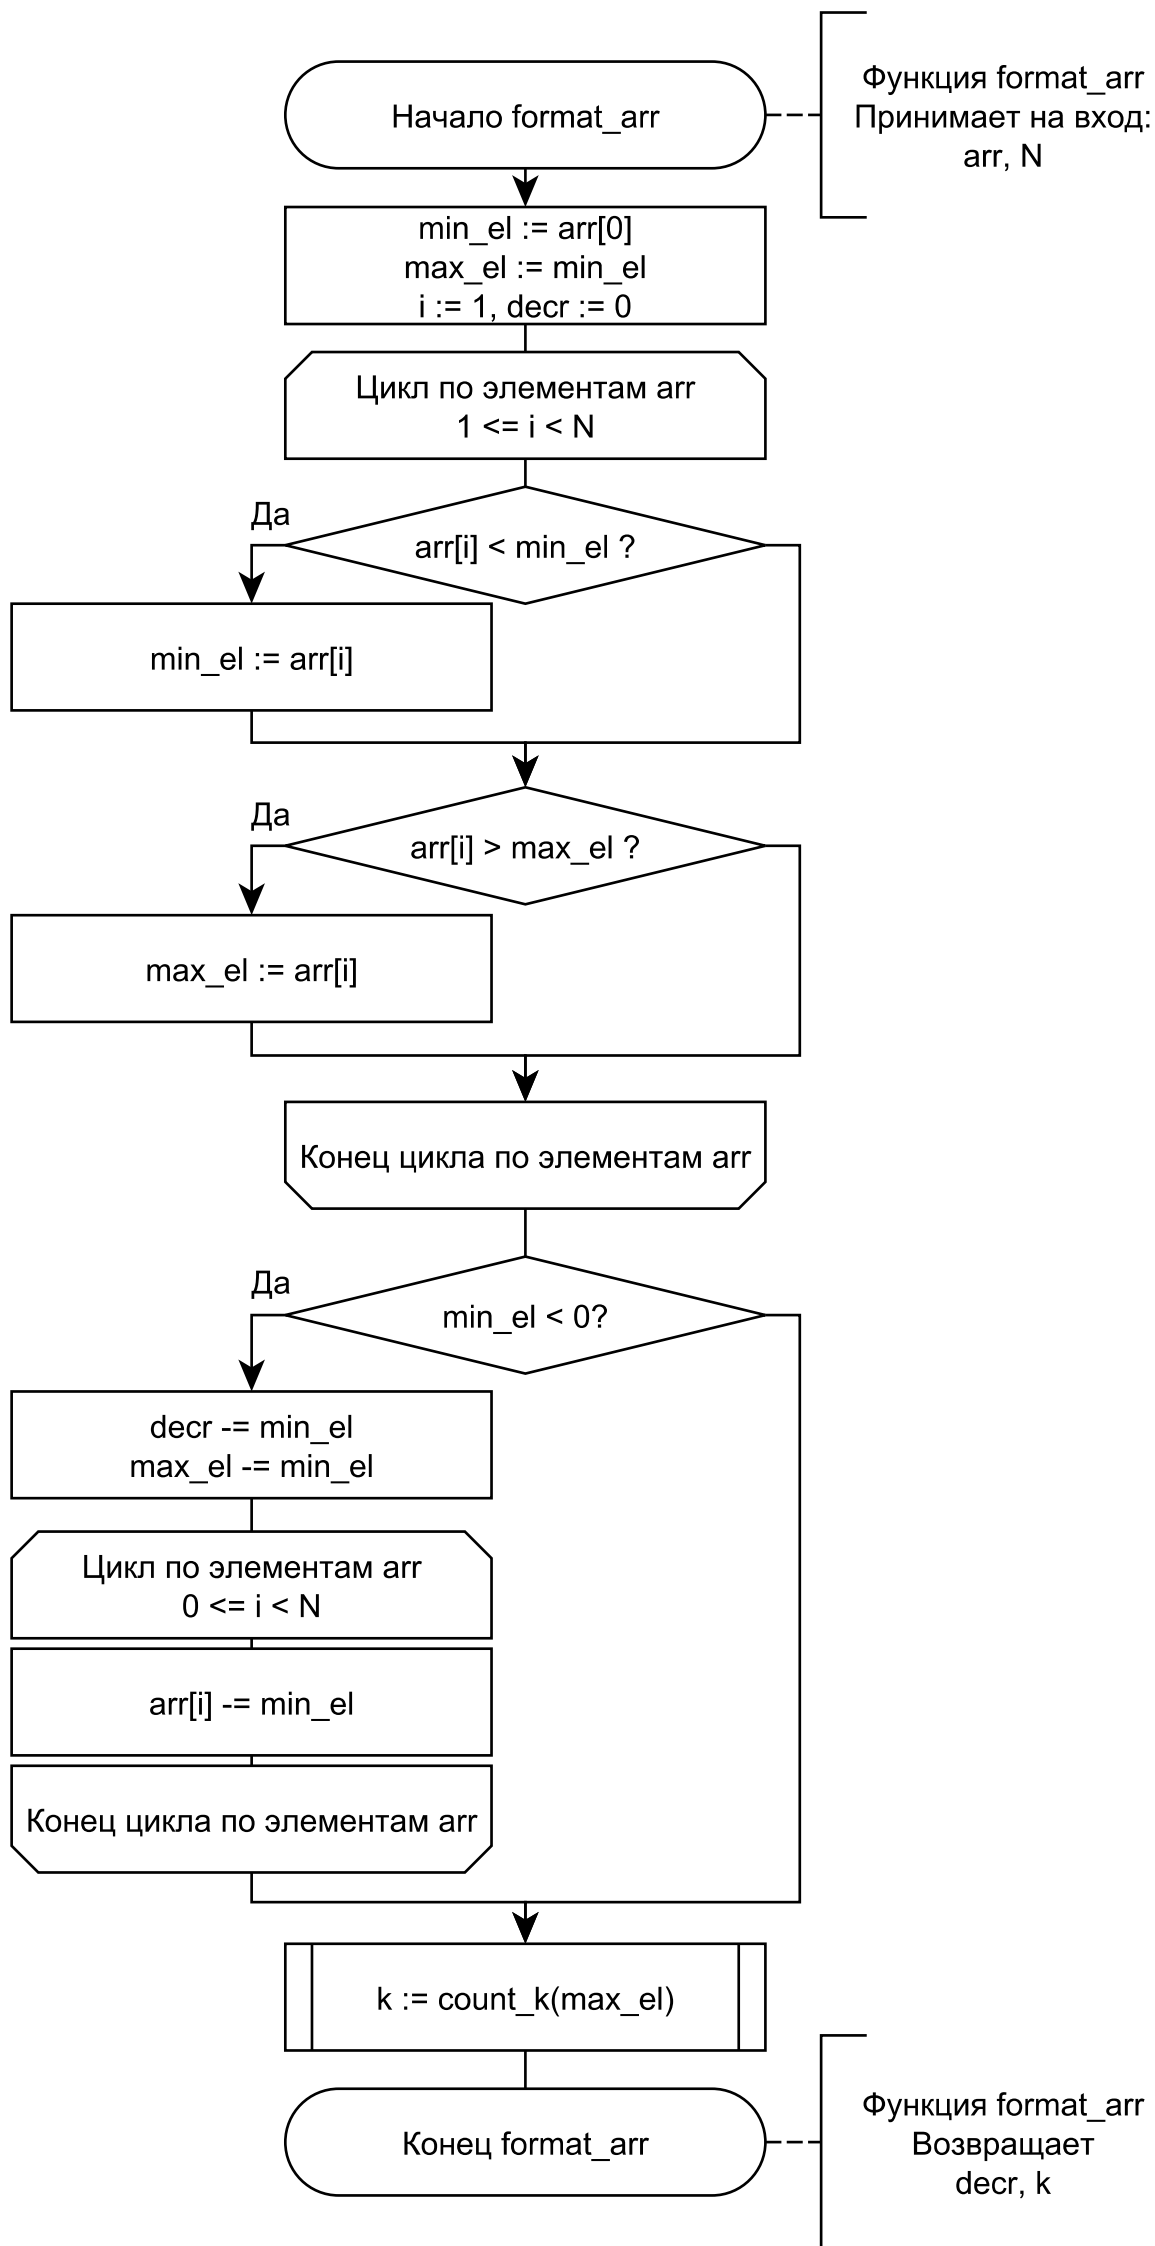 Начало format_arr
Функция format_arr
Принимает на вход:
arr, N
min_el := arr[0]
max_el := min_el
i := 1, decr := 0
Цикл по элементам arr
1 <= i < N
Да
arr[i] < min_el ?
min_el := arr[i]
Да
arr[i] > max_el ?
max_el := arr[i]
Конец цикла по элементам arr
Да
min_el < 0?
decr -= min_el
max_el -= min_el
Цикл по элементам arr
0 <= i < N
arr[i] -= min_el
Конец цикла по элементам arr
k := count_k(max_el)
Конец format_arr
Функция format_arr
Возвращает
decr, k